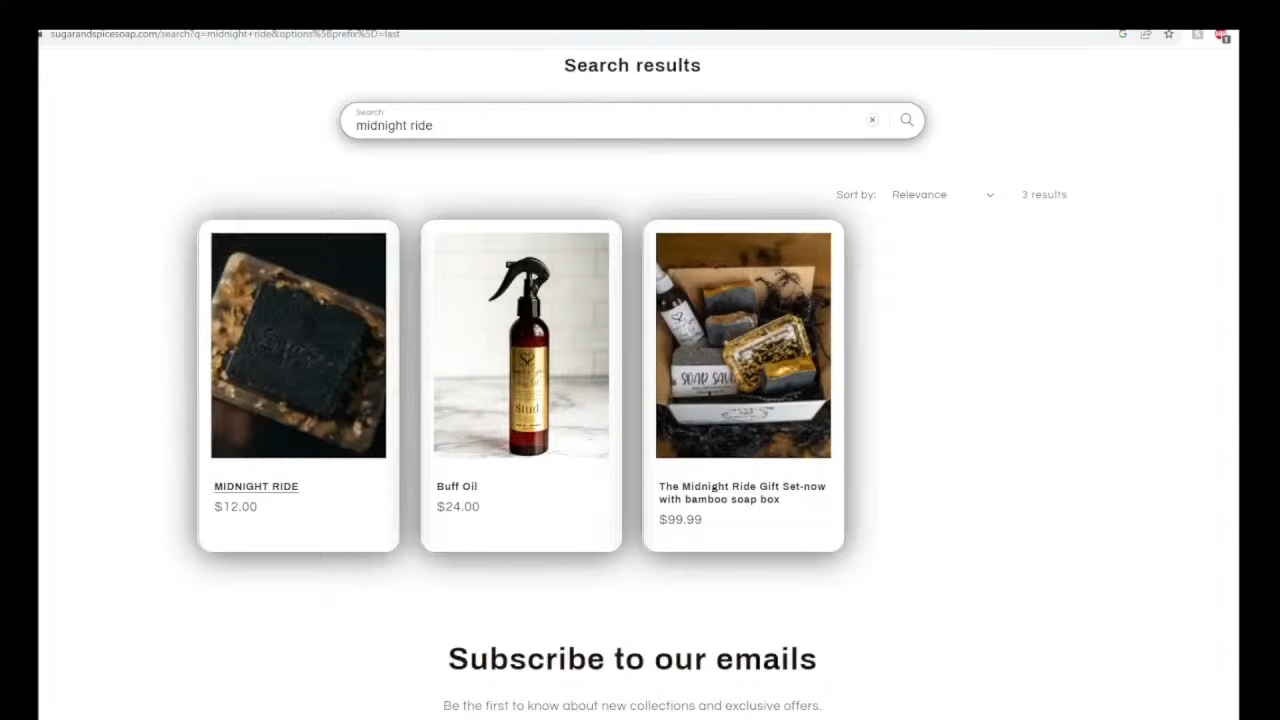 sugarandspicesoap.com/search?q=midnight+ride&options%5Bprefix%5D=last
Search results
Search
midnight ride
Sort by: Relevance 3 results
MIDNIGHT RIDE
$12.00
Stud
Buff Oil
$24.00
SOAP
The Midnight Ride Gift Set-now
with bamboo soap box
$99.99
Subscribe to our emails
Be the first to know about new collections and exclusive offers.